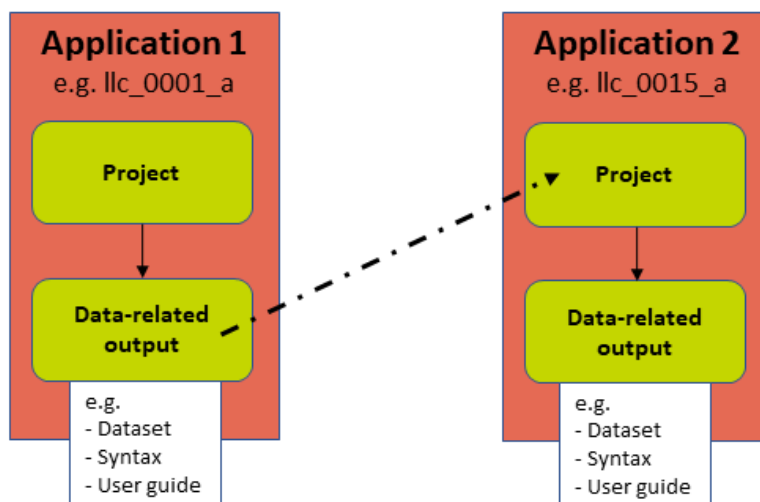 Application 1
e.g. llc_0001_a
Project
Data-related
output
e.g.
- Dataset
- Syntax
- User guide
Application 2
e.g. llc_0015_a
Project
Data-related
output
e.g.
- Dataset
- Syntax
- User guide